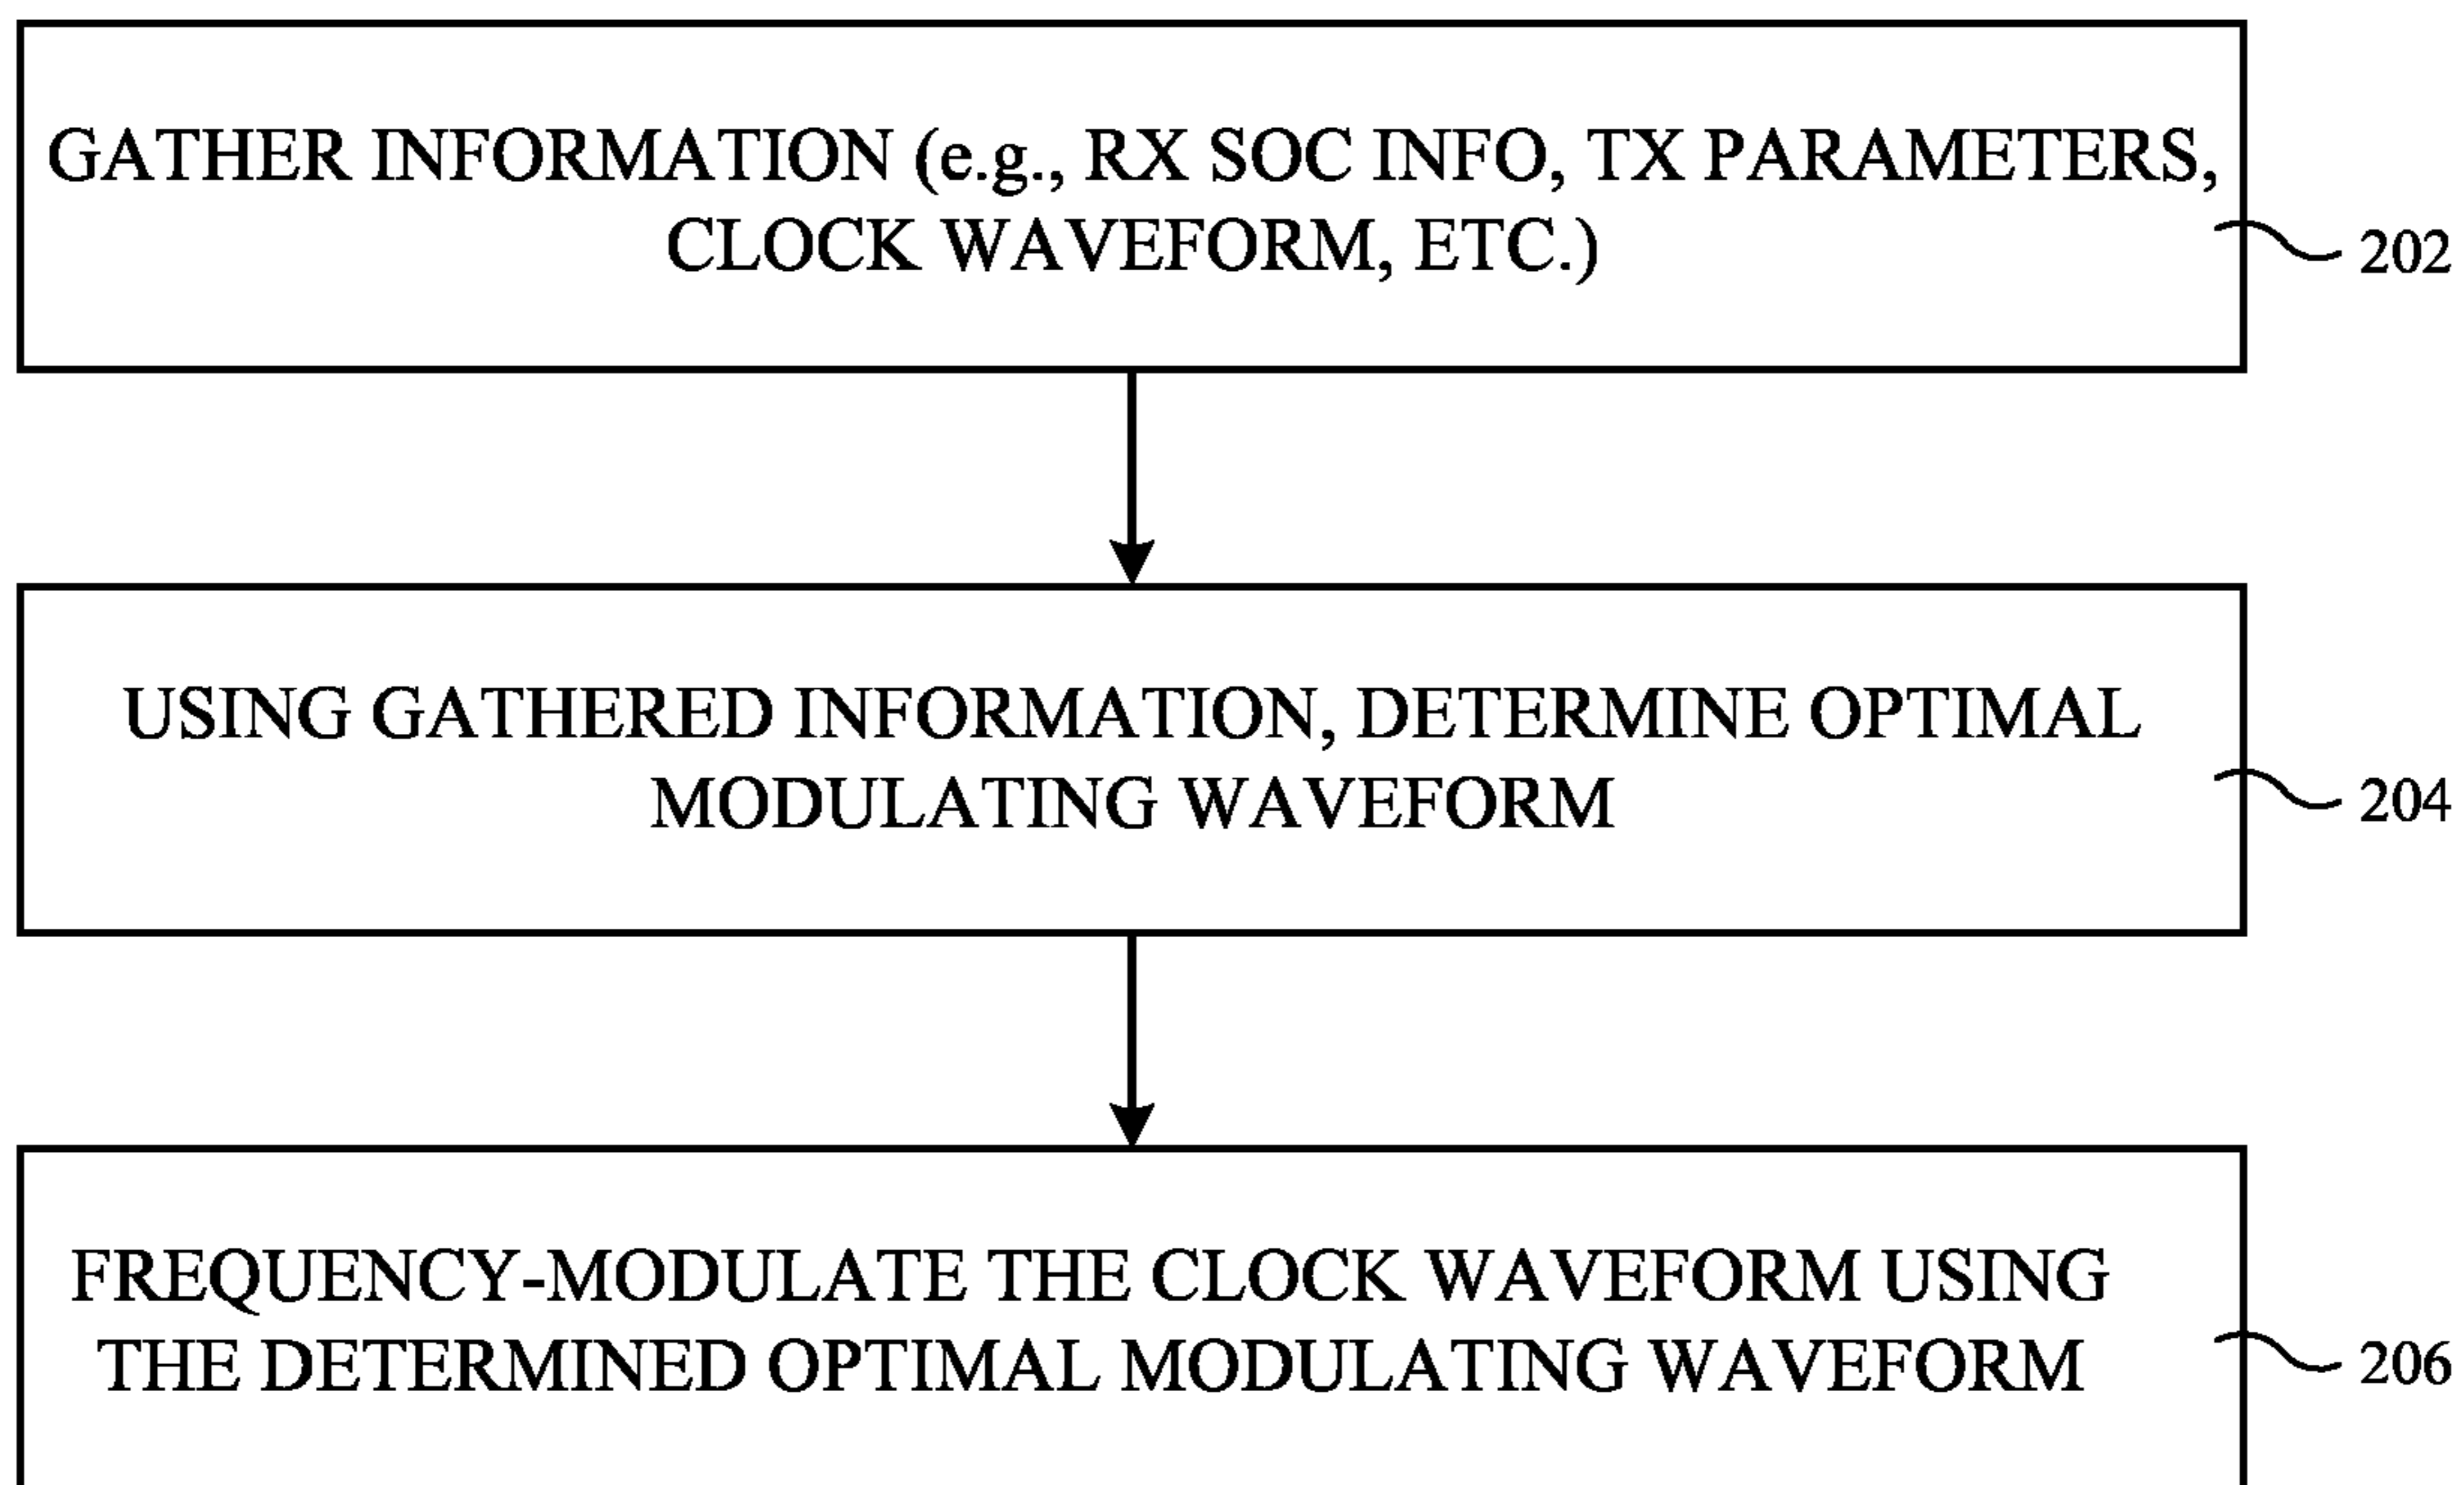 GATHER INFORMATION (e.g., RX SOC INFO, TX PARAMETERS,
CLOCK WAVEFORM, ETC.)
202
USING GATHERED INFORMATION, DETERMINE OPTIMAL
MODULATING WAVEFORM
204
FREQUENCY-MODULATE THE CLOCK WAVEFORM USING
THE DETERMINED OPTIMAL MODULATING WAVEFORM
206